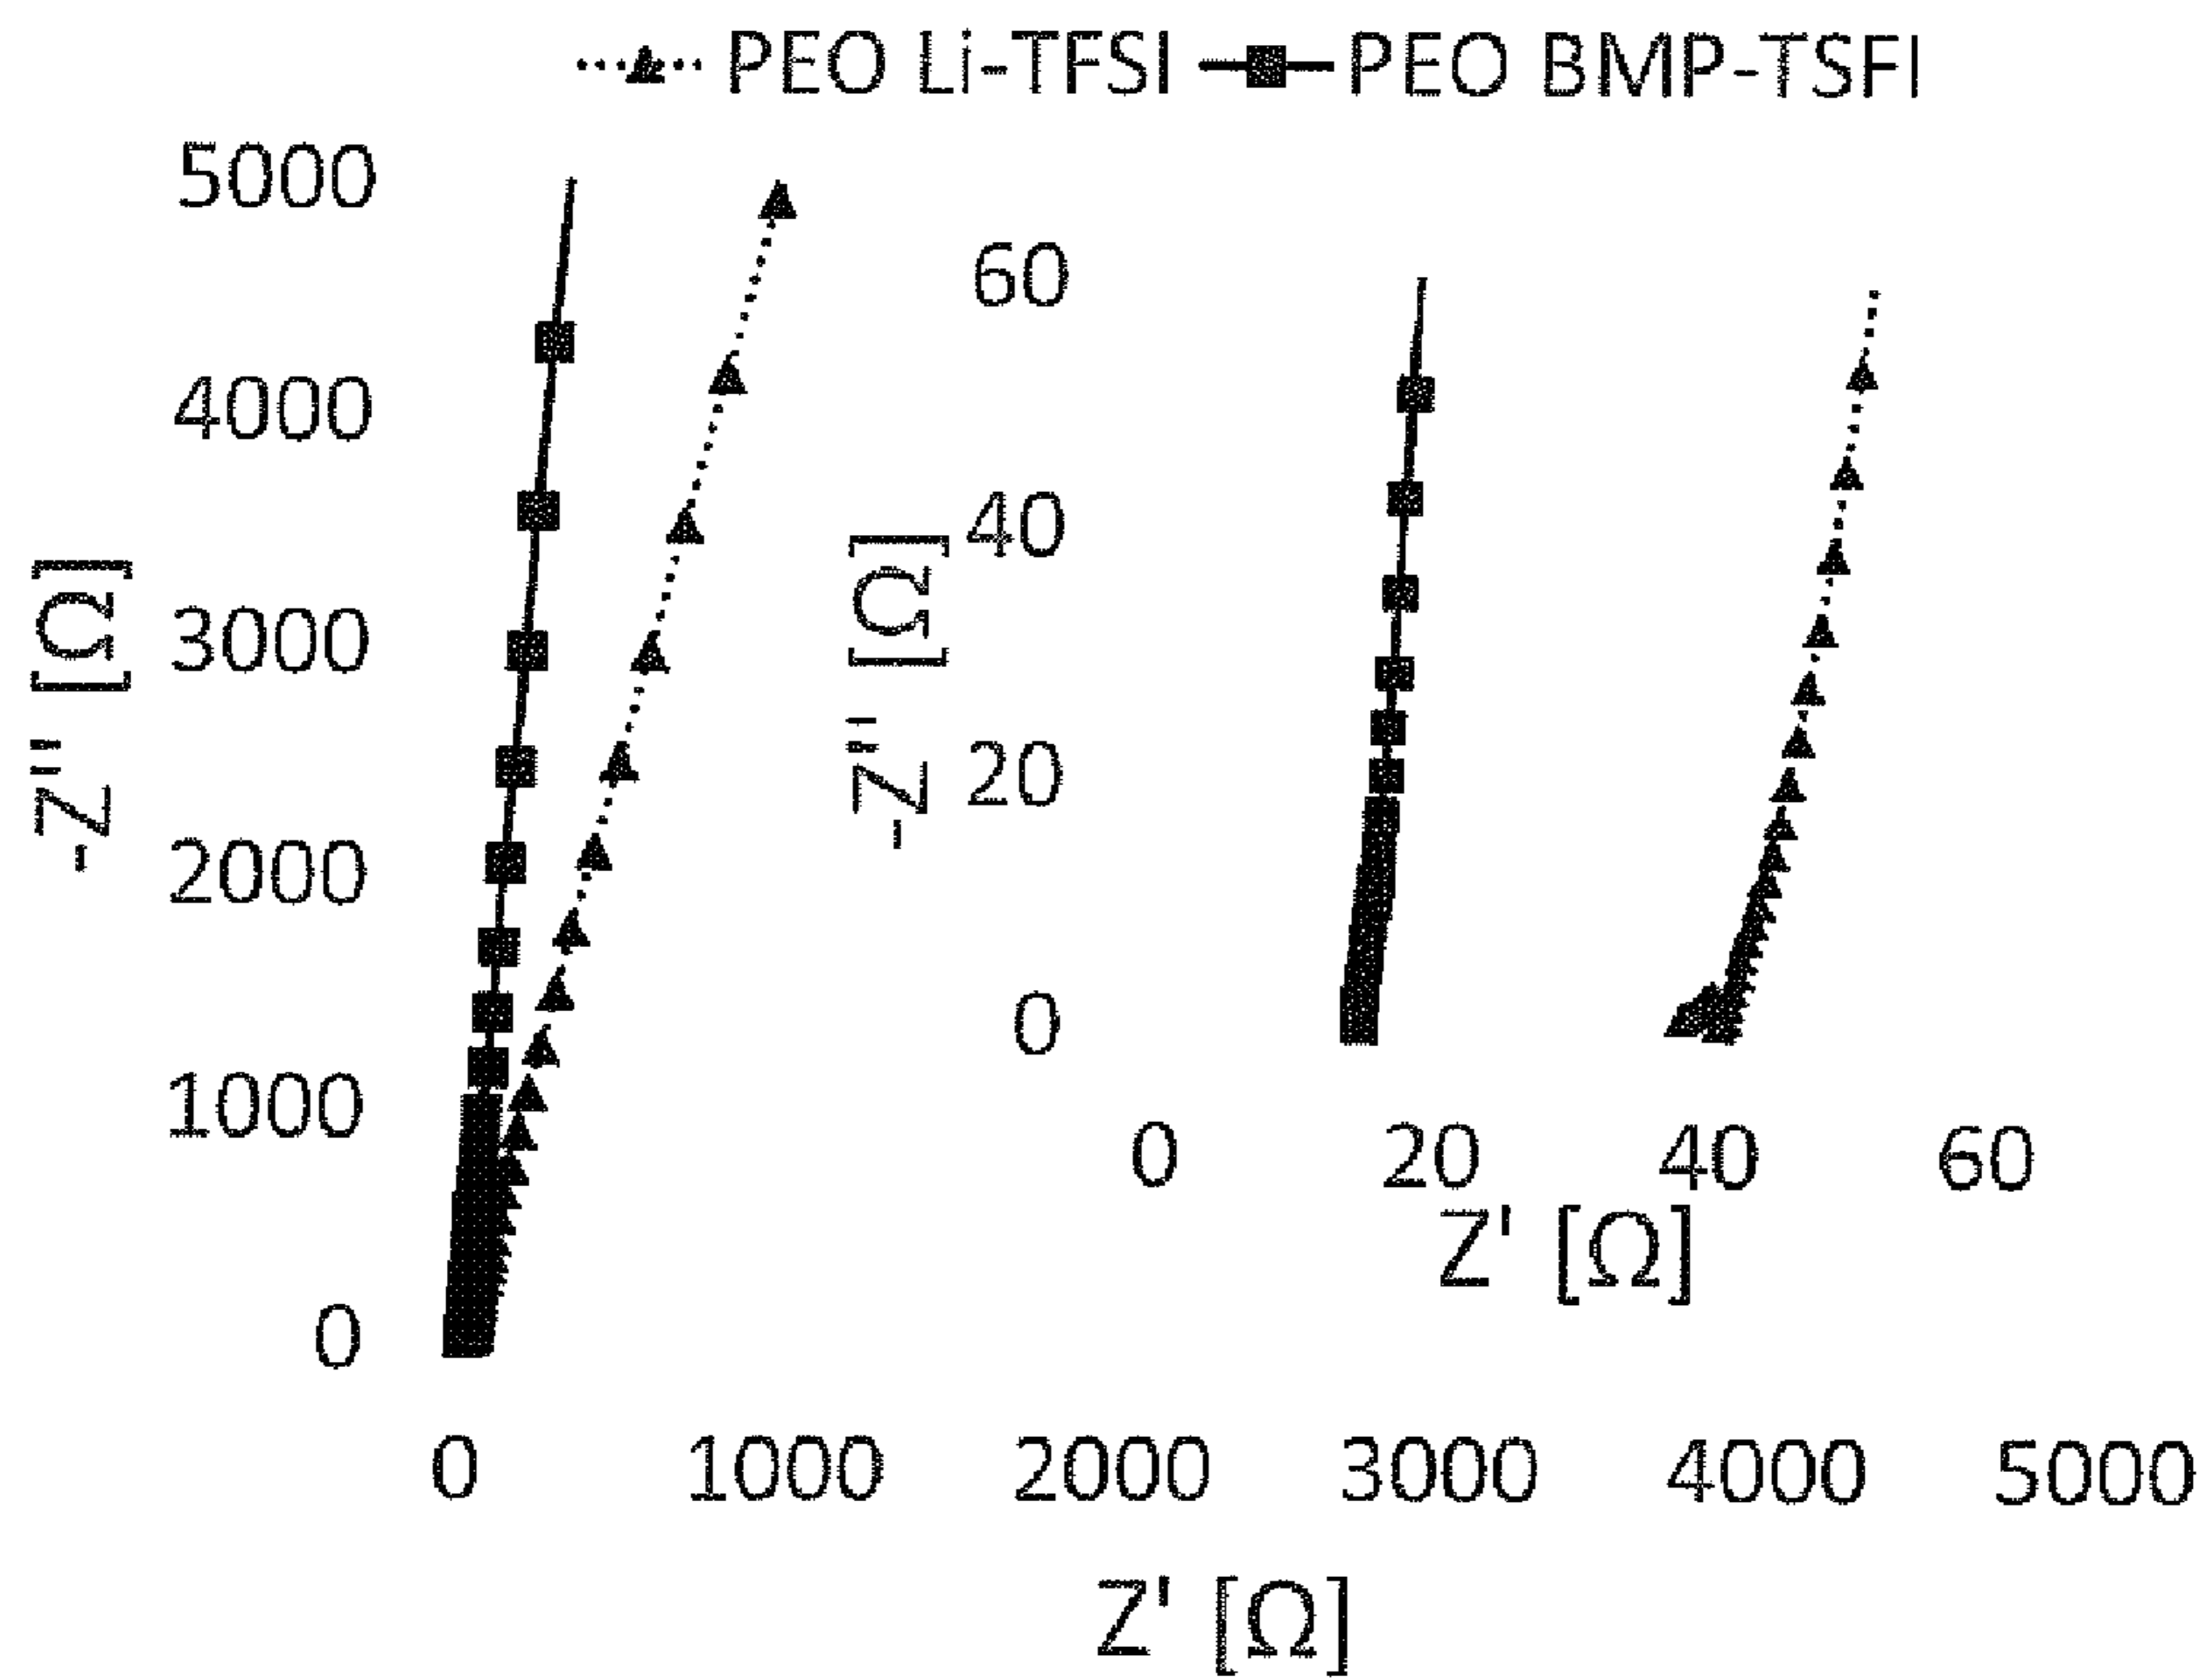 PEO Li-TFSI PEO BMP-TSFI
5000
4000
3000
2000
1000
0
-Z" [Ω]
0 1000 2000 3000 4000 5000
Z' [Ω]
60
40
20
0
-Z" [Ω]
0 20 40 60
Z' [Ω]